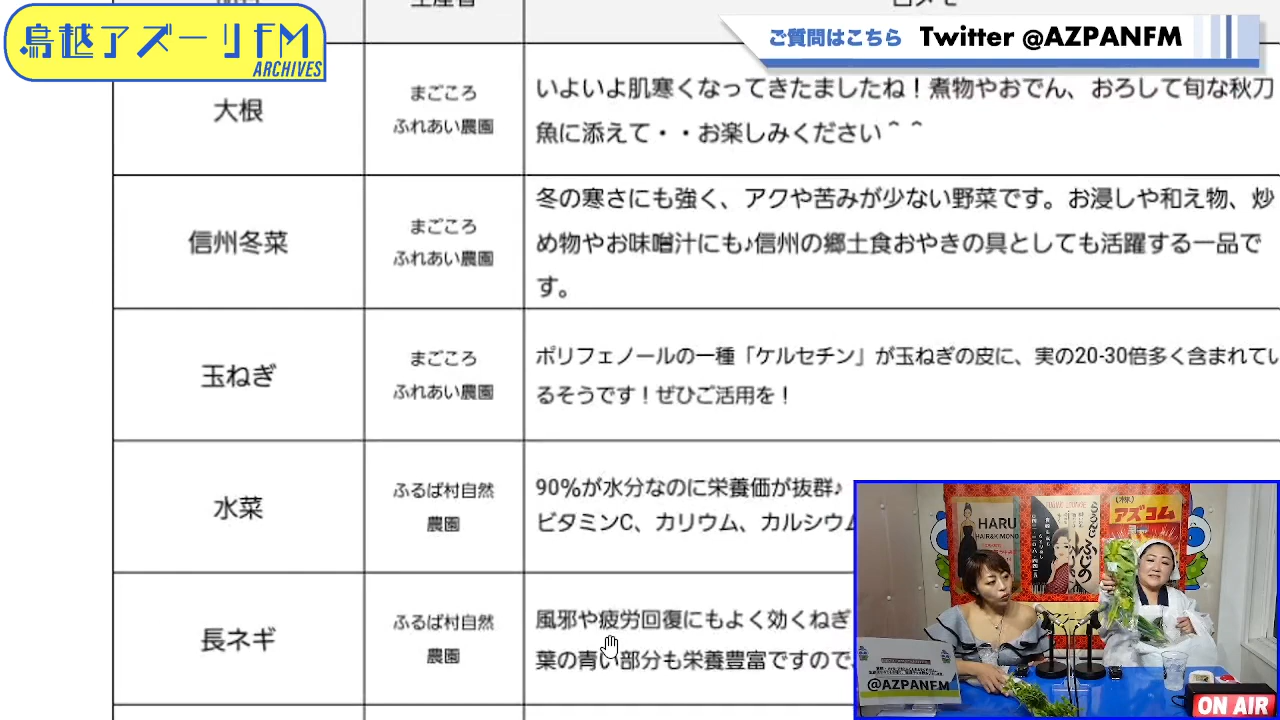 鳥越アズーリFM
ARCHIVES
ご質問はこちら Twitter @AZPANFM
大根
まごころ
ふれあい農園
いよいよ肌寒くなってきたましたね！煮物やおでん、おろして旬な秋刀
魚に添えて・・お楽しみください＾＾
信州冬菜
まごころ
ふれあい農園
冬の寒さにも強く、アクや苦みが少ない野菜です。お浸しや和え物、炒
め物やお味噌汁にも♪信州の郷土食おやきの具としても活躍する一品で
す。
玉ねぎ
まごころ
ふれあい農園
ポリフェノールの一種「ケルセチン」が玉ねぎの皮に、実の20-30倍多く含まれてい
るそうです！ぜひご活用を！
水菜
ふるば村自然
農園
90%が水分なのに栄養価が抜群♪
ビタミンC、カリウム、カルシウム
長ネギ
ふるば村自然
農園
風邪や疲労回復にもよく効くねぎ
葉の青い部分も栄養豊富ですので
HARU
HAIR&KIMONO
アズコム
@AZPANFM
ON AIR